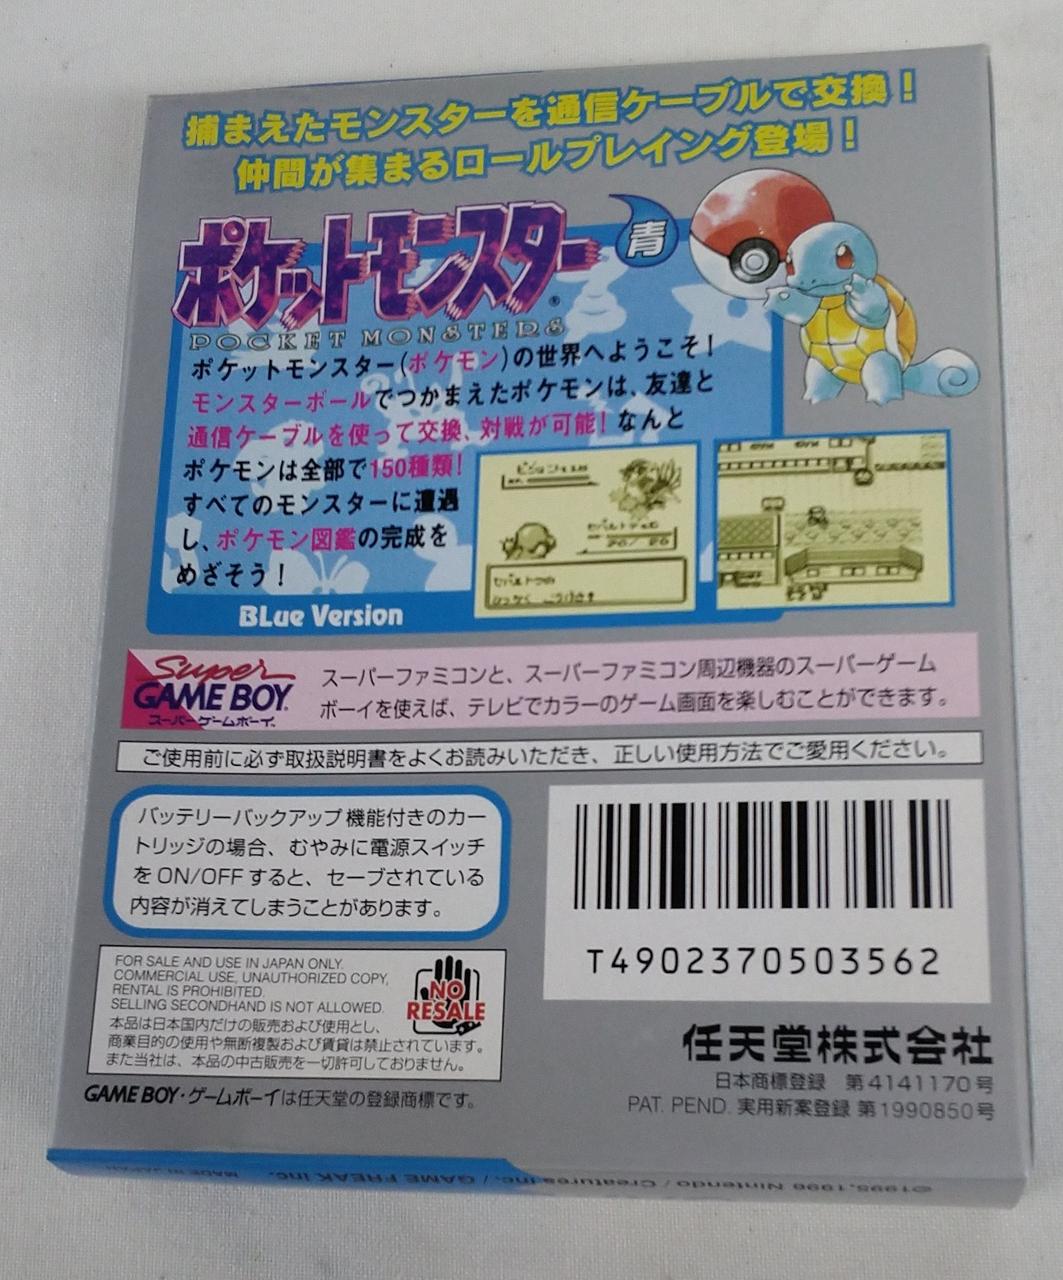 捕まえたモンスターを通信ケーブルで交換！
仲間が集まるロールプレイング登場！
ポケットモンスター 青
®
POCKET MONSTERS
ポケットモンスター(ポケモン)の世界へようこそ！
モンスターボールでつかまえたポケモンは、友達と
通信ケーブルを使って交換、対戦が可能！なんと
ポケモンは全部で150種類！
すべてのモンスターに遭遇
し、ポケモン図鑑の完成を
めざそう！
BLue Version
Super
GAME BOY
スーパーゲームボーイ
スーパーファミコンと、スーパーファミコン周辺機器のスーパーゲーム
ボーイを使えば、テレビでカラーのゲーム画面を楽しむことができます。
ご使用前に必ず取扱説明書をよくお読みいただき、正しい使用方法でご愛用ください。
バッテリーバックアップ機能付きのカー
トリッジの場合、むやみに電源スイッチ
をON/OFFすると、セーブされている
内容が消えてしまうことがあります。
T4902370503562
FOR SALE AND USE IN JAPAN ONLY.
COMMERCIAL USE, UNAUTHORIZED COPY,
RENTAL IS PROHIBITED.
SELLING SECONDHAND IS NOT ALLOWED.
本品は日本国内だけの販売および使用とし、
商業目的の使用や無断複製および賃貸は禁止されています。
また当社は、本品の中古販売を一切許可しておりません。
NO
RESALE
GAME BOY・ゲームボーイは任天堂の登録商標です。
任天堂株式会社
日本商標登録 第4141170号
PAT. PEND. 実用新案登録 第1990850号
©1995,1996 Nintendo / Creatures inc. / GAME FREAK inc. MADE IN JAPAN